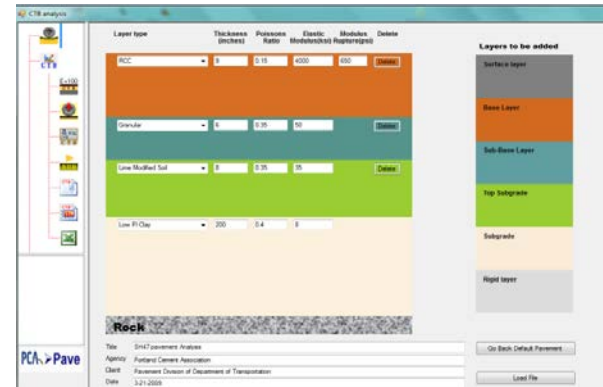 CTB analysis
Layer type Thickness (inches) Poissons Ratio Elastic Modulus(ksi) Modulus Rupture(psi) Delete
RCC 9 0.15 4000 650 Delete
Granular 6 0.35 50 Delete
Lime Modified Soil 8 0.35 35 Delete
Low PI Clay 200 0.4 8
Rock
Layers to be added
Surface layer
Base Layer
Sub-Base Layer
Top Subgrade
Subgrade
Rigid layer
Title SH47 pavement Analysis
Agency Portland Cement Association
Client Pavement Division of Department of Transportation
Date 3-21-2008
Go Back Default Pavement
Load File
PCA Pave